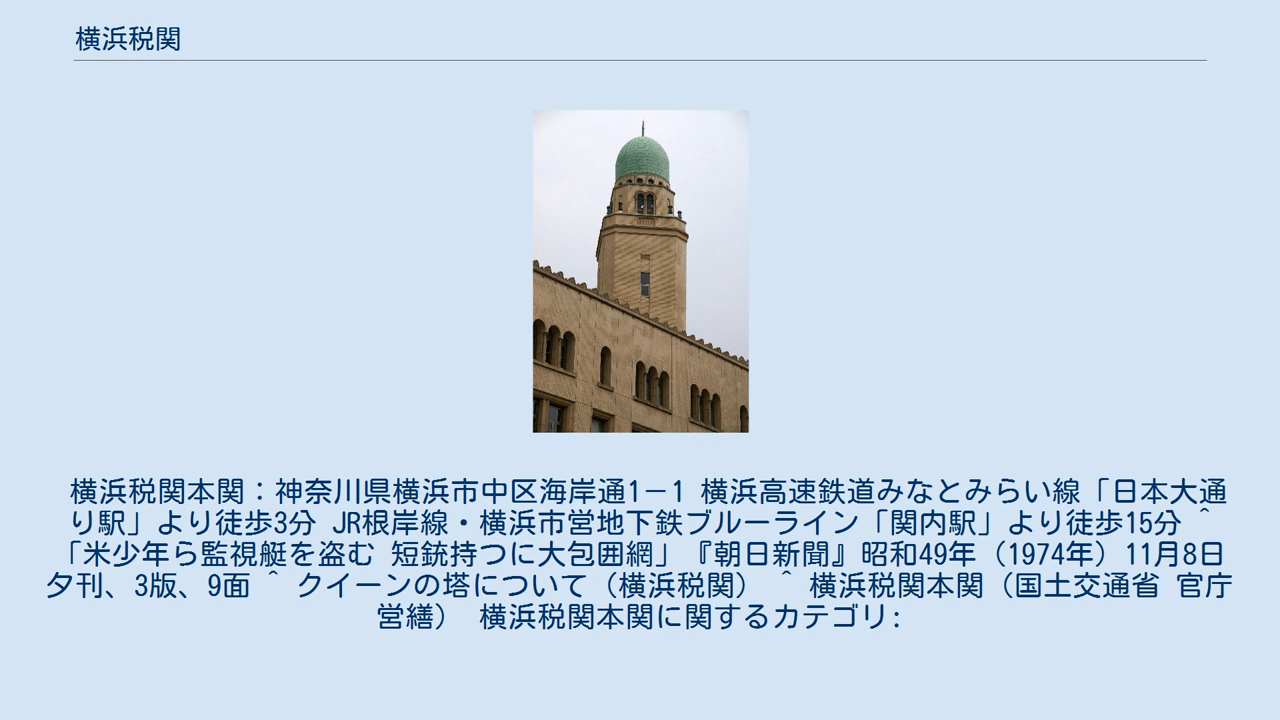 横浜税関
横浜税関本関：神奈川県横浜市中区海岸通1－1 横浜高速鉄道みなとみらい線「日本大通
り駅」より徒歩3分 JR根岸線・横浜市営地下鉄ブルーライン「関内駅」より徒歩15分 ^
「米少年ら監視艇を盗む 短銃持つに大包囲網」『朝日新聞』昭和49年（1974年）11月8日
夕刊、3版、9面 ^ クイーンの塔について（横浜税関） ^ 横浜税関本関（国土交通省 官庁
営繕） 横浜税関本関に関するカテゴリ: